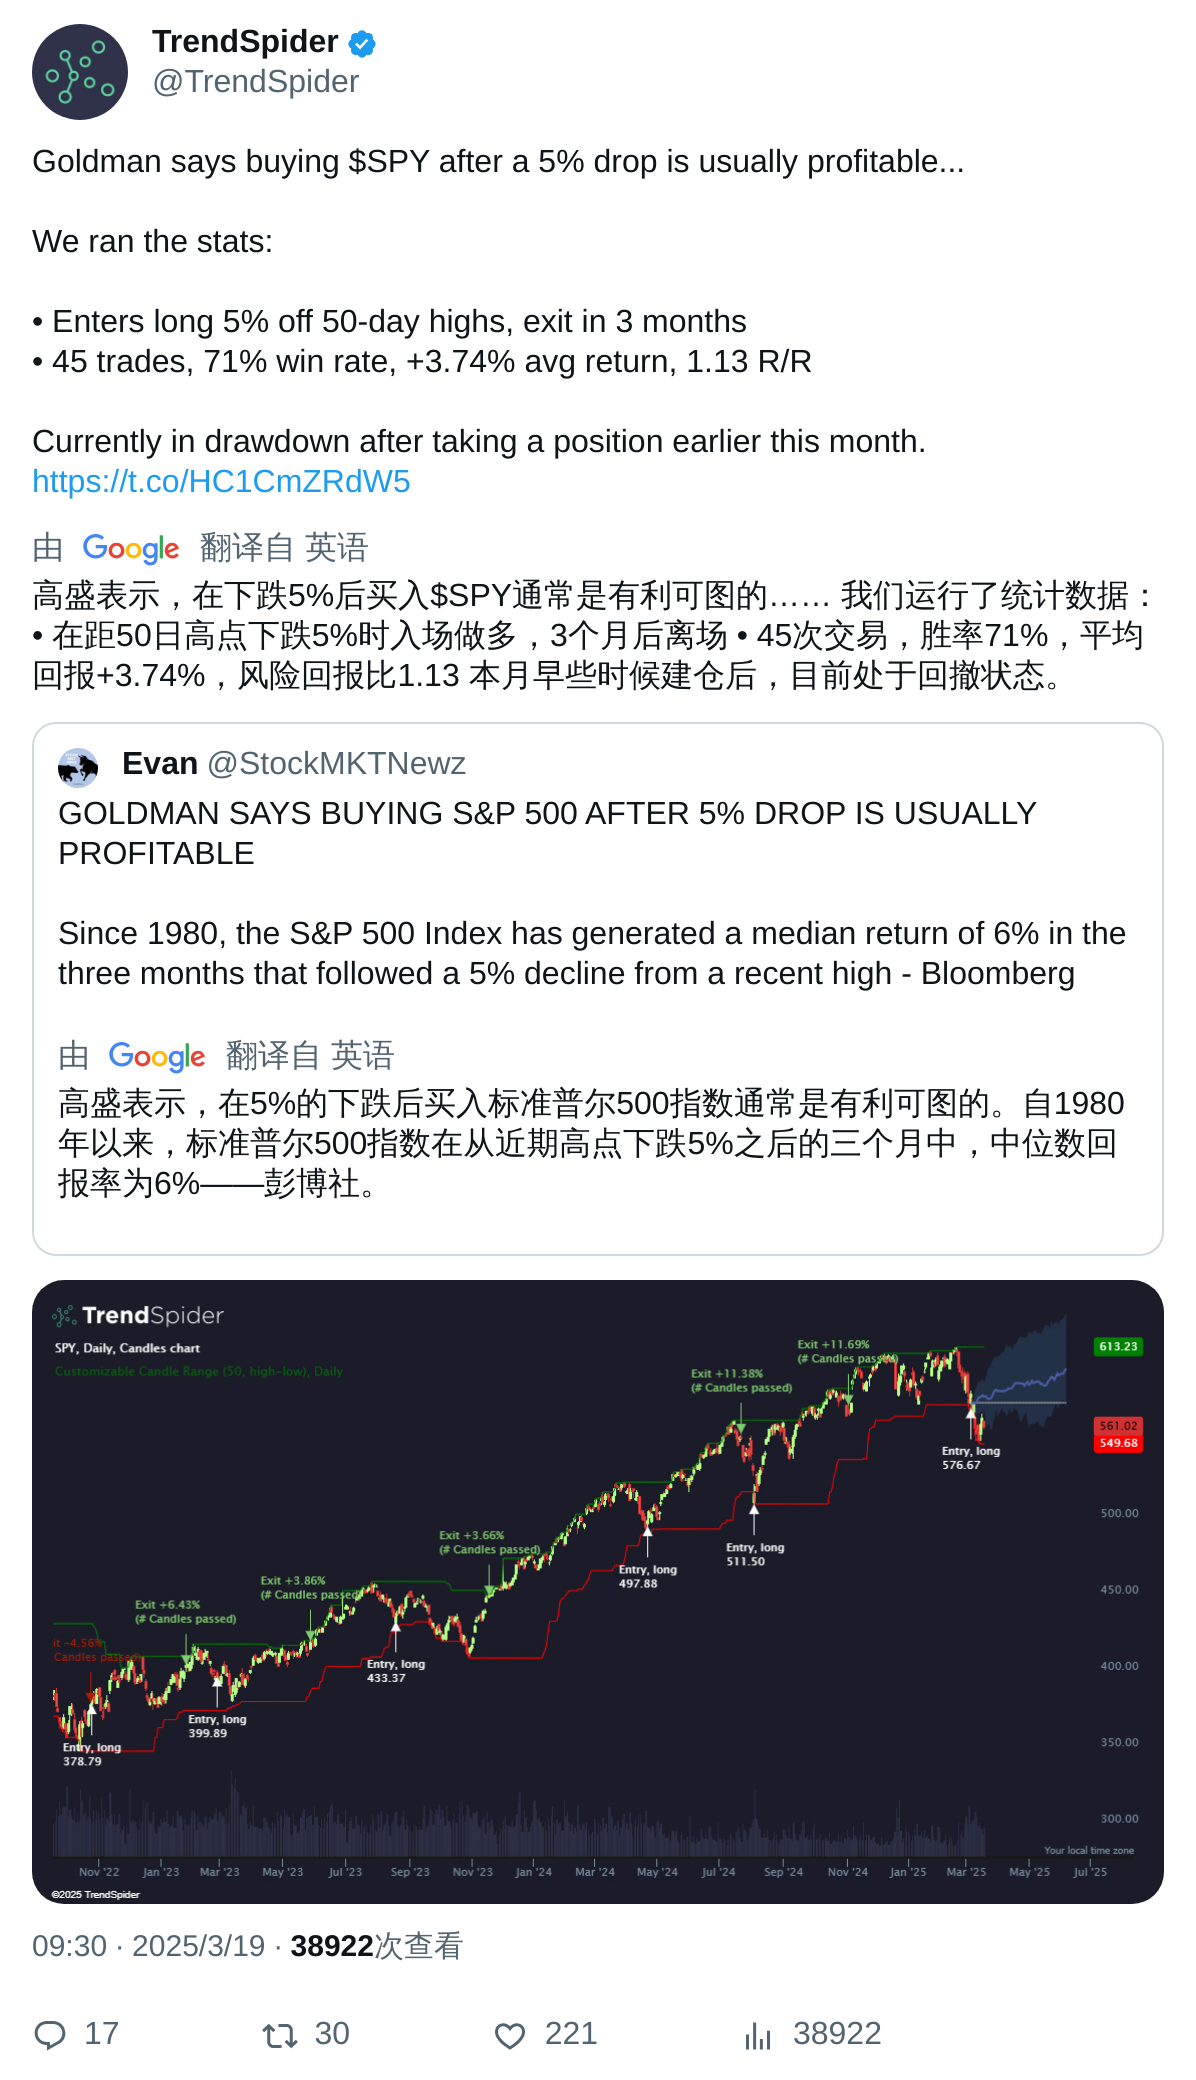 TrendSpider
@TrendSpider
Goldman says buying $SPY after a 5% drop is usually profitable...
We ran the stats:
• Enters long 5% off 50-day highs, exit in 3 months
• 45 trades, 71% win rate, +3.74% avg return, 1.13 R/R
Currently in drawdown after taking a position earlier this month.
https://t.co/HC1CmZRdW5
由 Google 翻译自 英语
高盛表示，在下跌5%后买入$SPY通常是有利可图的…… 我们运行了统计数据：
• 在距50日高点下跌5%时入场做多，3个月后离场 • 45次交易，胜率71%，平均
回报+3.74%，风险回报比1.13 本月早些时候建仓后，目前处于回撤状态。
Evan @StockMKTNewz
GOLDMAN SAYS BUYING S&P 500 AFTER 5% DROP IS USUALLY
PROFITABLE
Since 1980, the S&P 500 Index has generated a median return of 6% in the
three months that followed a 5% decline from a recent high - Bloomberg
由 Google 翻译自 英语
高盛表示，在5%的下跌后买入标准普尔500指数通常是有利可图的。自1980
年以来，标准普尔500指数在从近期高点下跌5%之后的三个月中，中位数回
报率为6%——彭博社。
TrendSpider
SPY, Daily, Candles chart
Customizable Candle Range (50, high-low), Daily
Exit +11.69%
(# Candles passed)
613.23
Exit +11.38%
(# Candles passed)
561.02
549.68
Entry, long
576.67
500.00
Exit +3.66%
(# Candles passed)
Entry, long
511.50
Entry, long
497.88
450.00
Exit +3.86%
(# Candles passed)
Exit +6.43%
(# Candles passed)
it -4.56%
Candles passed)
400.00
Entry, long
433.37
Entry, long
399.89
350.00
Entry, long
378.79
300.00
Your local time zone
Nov '22 Jan '23 Mar '23 May '23 Jul '23 Sep '23 Nov '23 Jan '24 Mar '24 May '24 Jul '24 Sep '24 Nov '24 Jan '25 Mar '25 May '25 Jul '25
©2025 TrendSpider
09:30 · 2025/3/19 · 38922次查看
17 30 221 38922